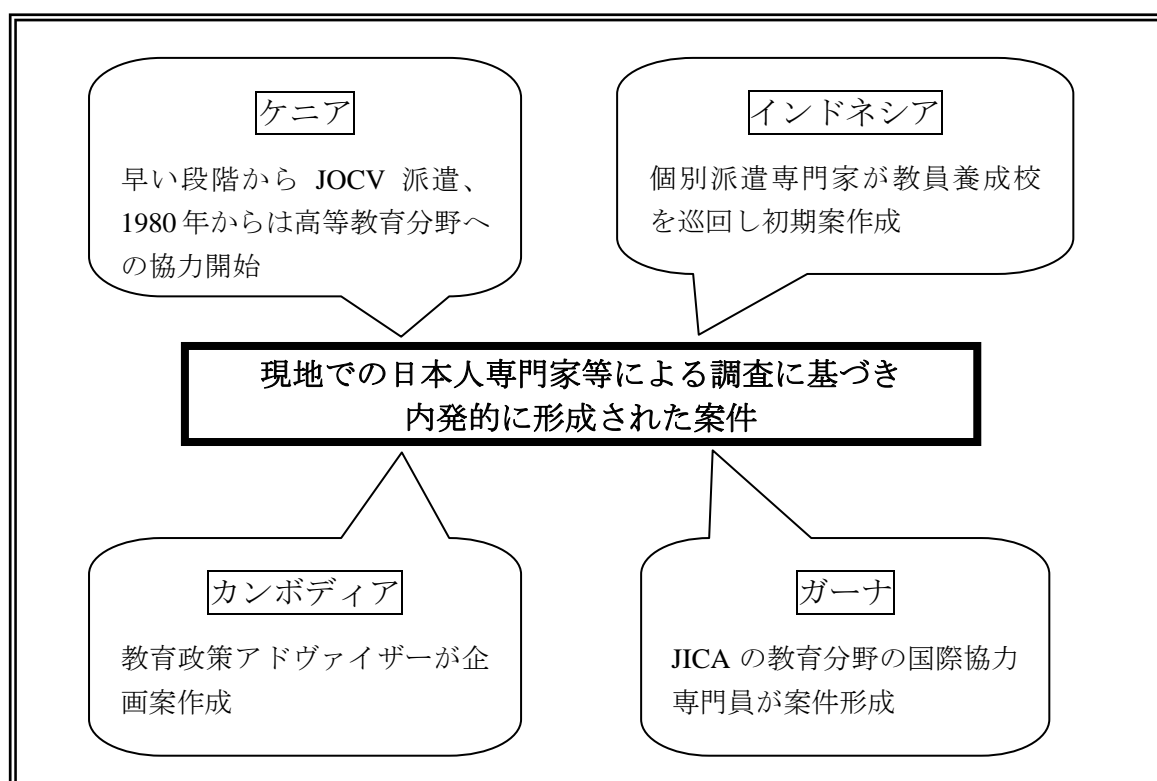 ケニア
早い段階から JOCV 派遣、
1980年からは高等教育分野へ
の協力開始
インドネシア
個別派遣専門家が教員養成校
を巡回し初期案作成
現地での日本人専門家等による調査に基づき
内発的に形成された案件
カンボディア
教育政策アドヴァイザーが企
画案作成
ガーナ
JICA の教育分野の国際協力
専門員が案件形成